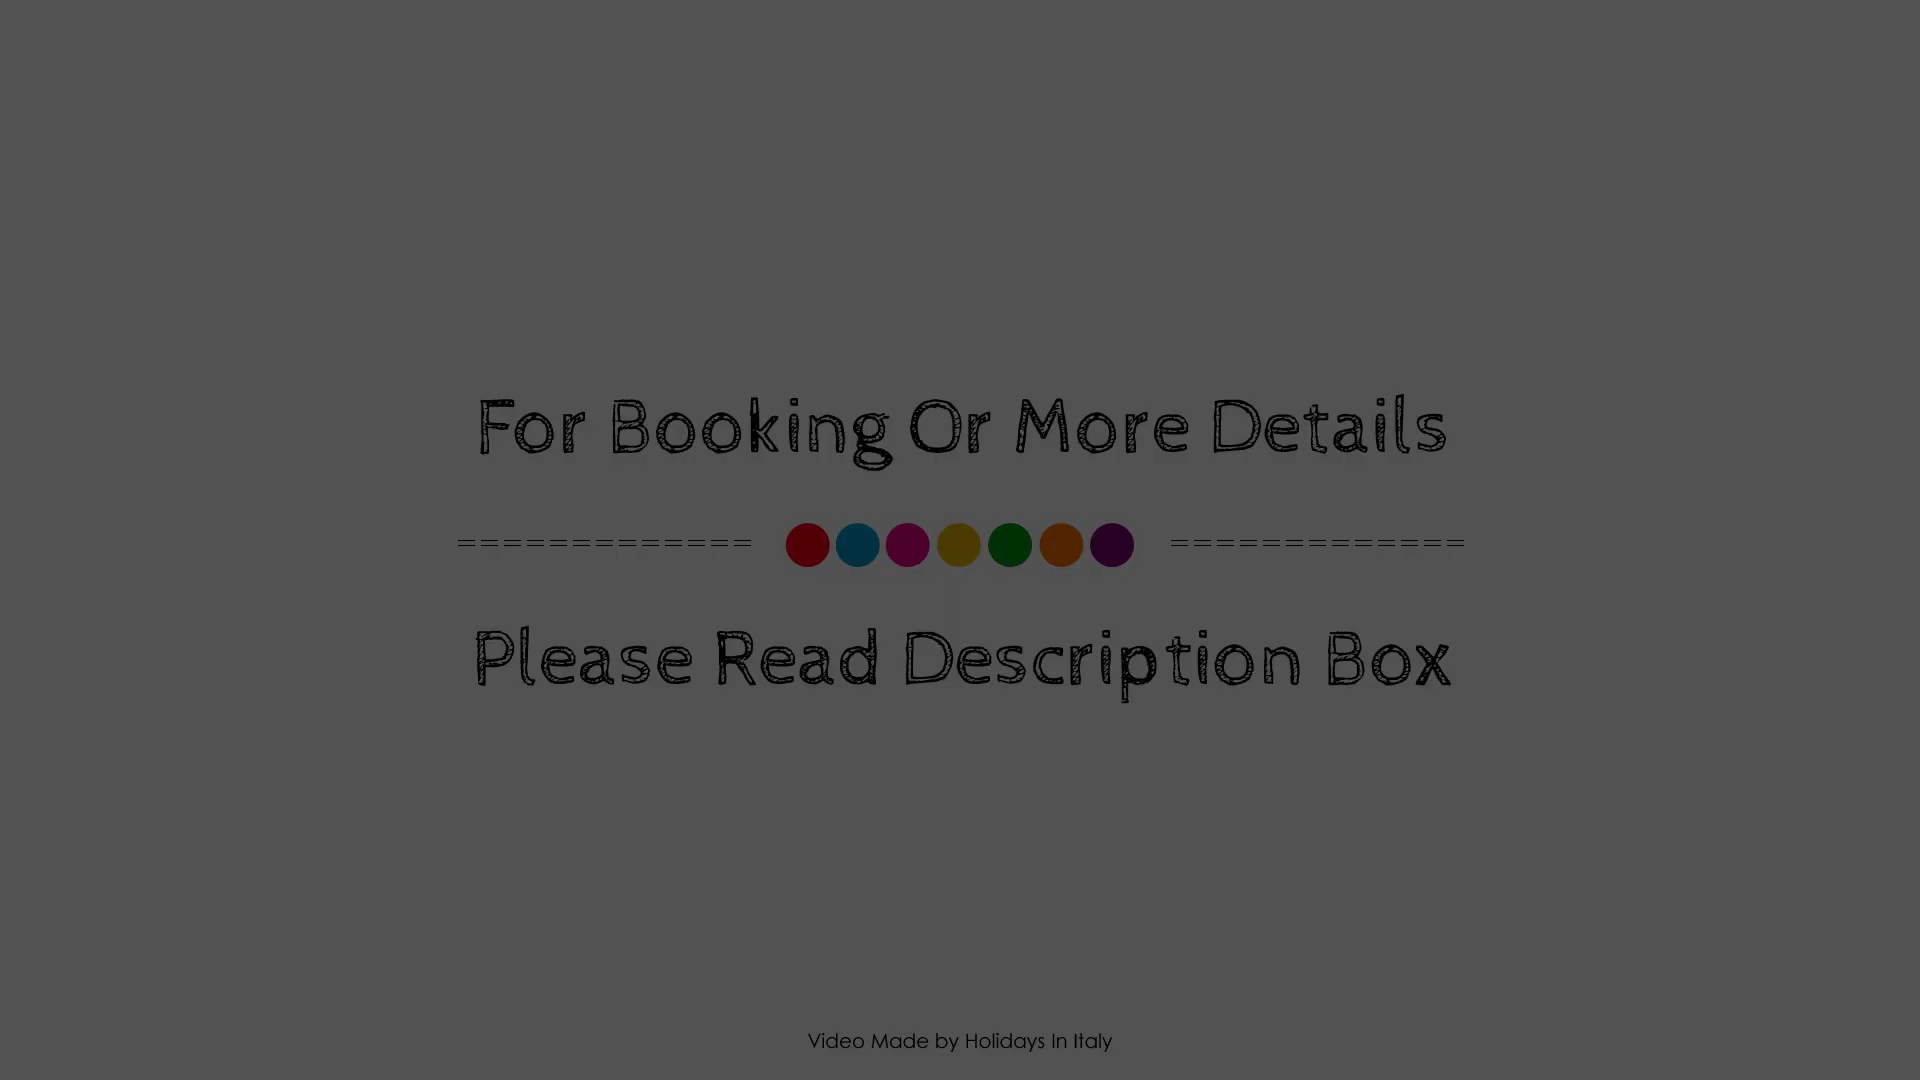 For Booking Or More Details
============= =============
Please Read Description Box
Video Made by Holidays In Italy